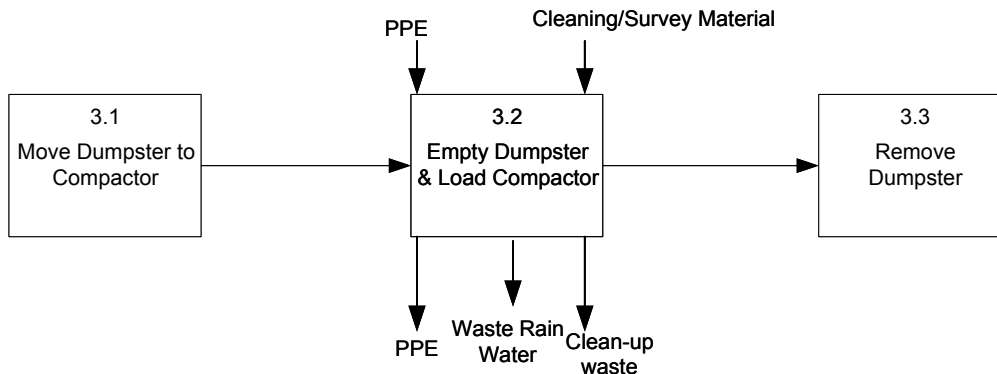 PPE
Cleaning/Survey Material
3.1
Move Dumpster to
Compactor
3.2
Empty Dumpster
& Load Compactor
3.3
Remove
Dumpster
PPE
Waste Rain
Water
Clean-up
waste